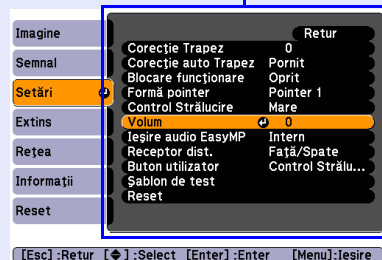 Imagine
Semnal
Setări
Extins
Reţea
Informaţii
Reset
Retur
Corecţie Trapez 0
Corecţie auto Trapez Pornit
Blocare funcţionare Oprit
Formă pointer Pointer 1
Control Strălucire Mare
Volum 0
Ieşire audio EasyMP Intern
Receptor dist. Faţă/Spate
Buton utilizator Control Strălu...
Şablon de test
Reset
[Esc] :Retur [◆] :Select [Enter] :Enter [Menu]:Iesire